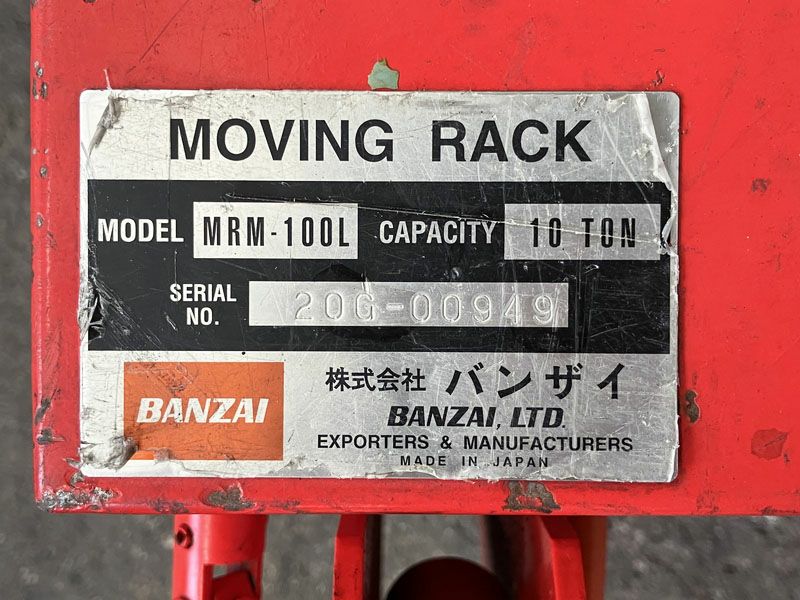 MOVING RACK
MODEL MRM-100L CAPACITY 10 TON
SERIAL NO. 20G-00949
BANZAI
株式会社 バンザイ
BANZAI, LTD.
EXPORTERS & MANUFACTURERS
MADE IN JAPAN